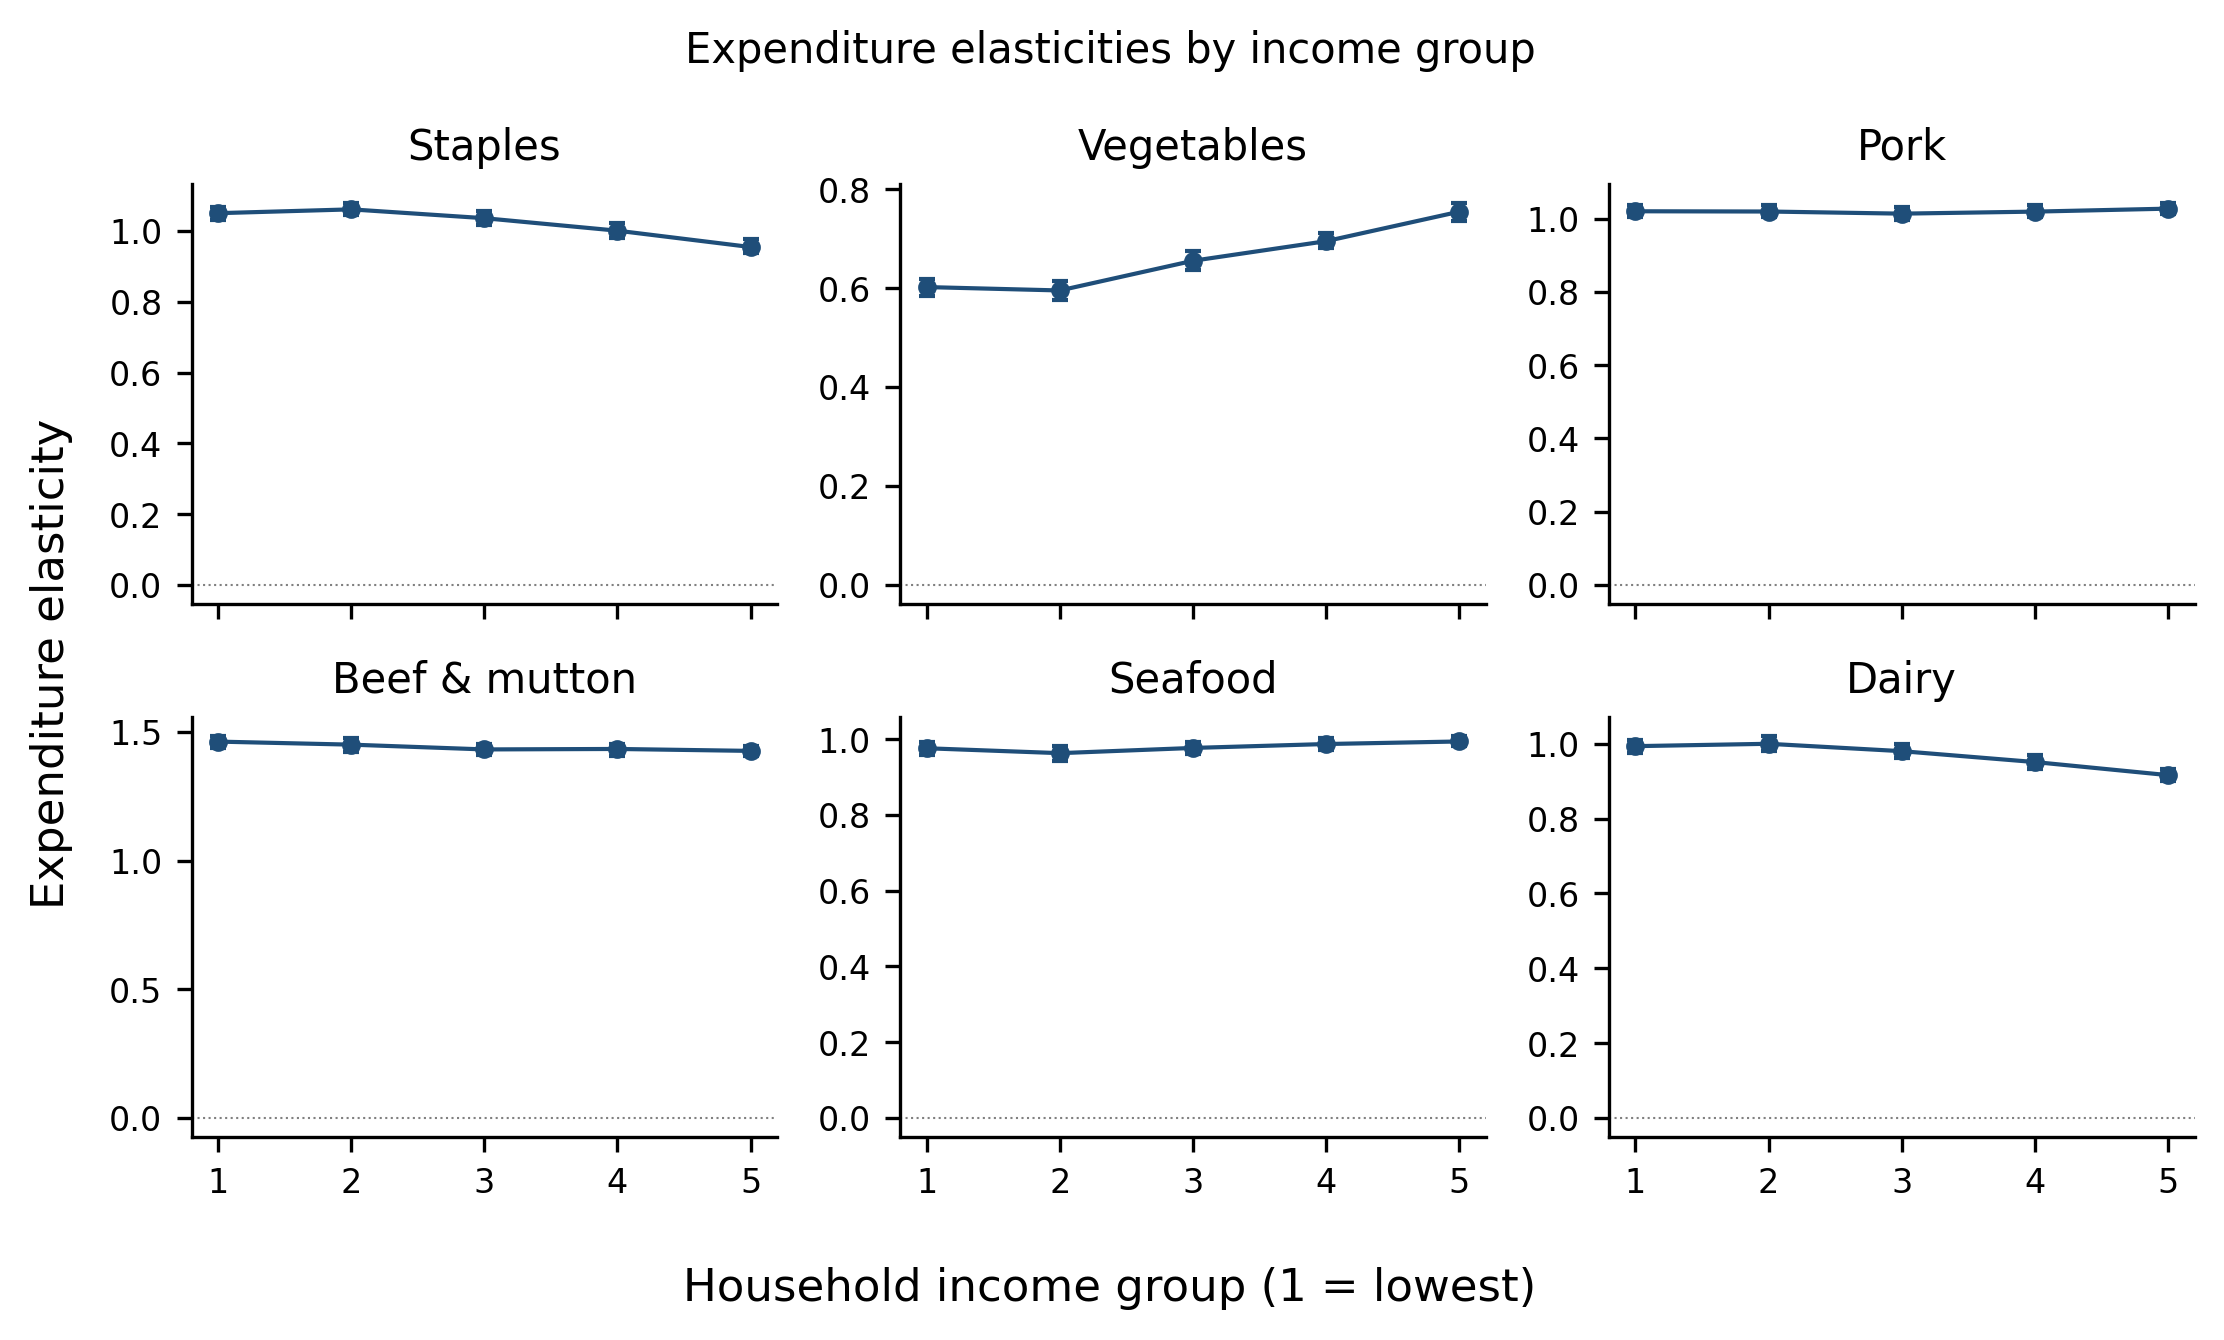 Expenditure elasticities by income group
Staples
Vegetables
Pork
1.0
0.8
0.6
0.4
0.2
0.0
0.8
0.6
0.4
0.2
0.0
1.0
0.8
0.6
0.4
0.2
0.0
Expenditure elasticity
Beef & mutton
Seafood
Dairy
1.5
1.0
0.5
0.0
1.0
0.8
0.6
0.4
0.2
0.0
1.0
0.8
0.6
0.4
0.2
0.0
1 2 3 4 5
1 2 3 4 5
1 2 3 4 5
Household income group (1 = lowest)